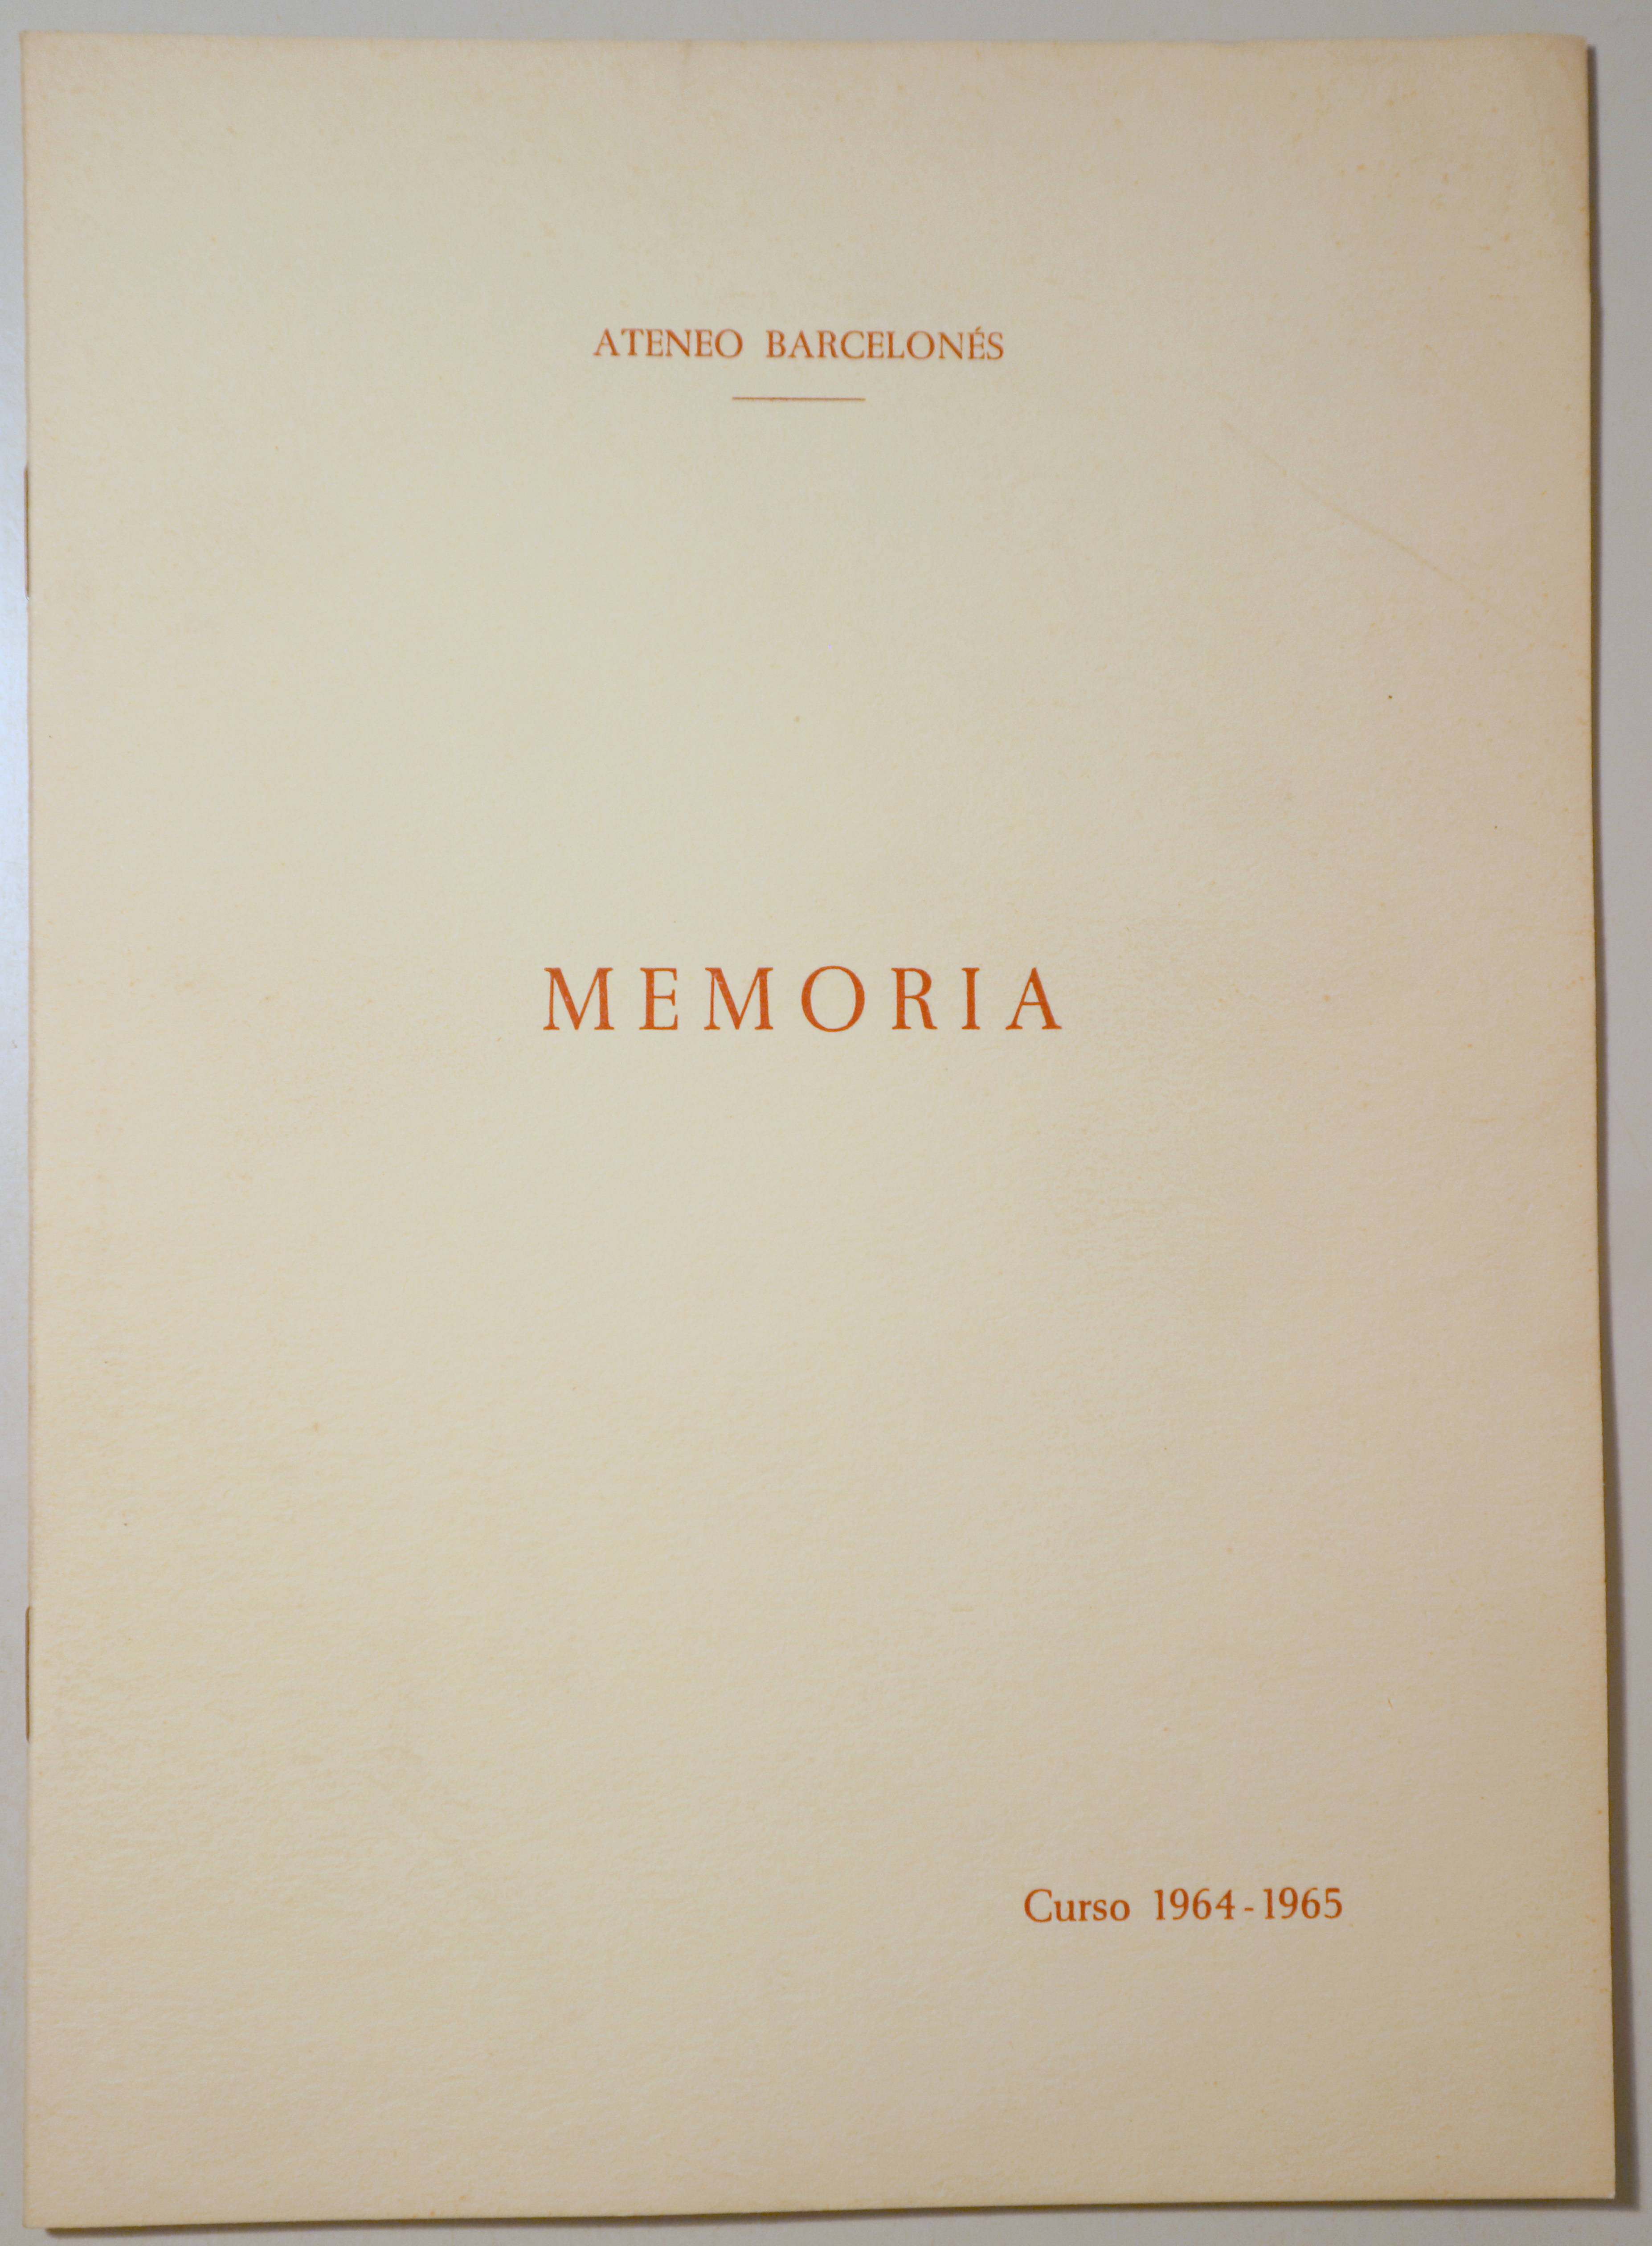 ATENEO BARCELONÉS
MEMORIA
Curso 1964-1965